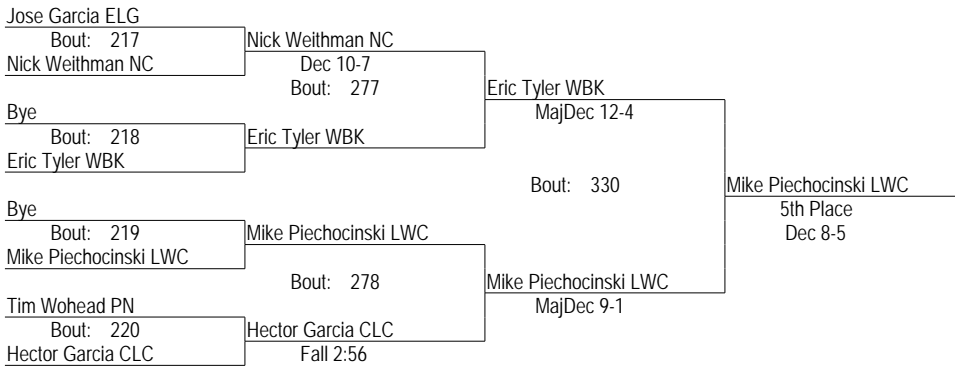 Jose Garcia ELG
Bout: 217
Nick Weithman NC
Nick Weithman NC
Dec 10-7
Bout: 277
Eric Tyler WBK
MajDec 12-4
Bye
Bout: 218
Eric Tyler WBK
Eric Tyler WBK
Bout: 330
Mike Piechocinski LWC
5th Place
Dec 8-5
Bye
Bout: 219
Mike Piechocinski LWC
Mike Piechocinski LWC
Bout: 278
Mike Piechocinski LWC
MajDec 9-1
Tim Wohead PN
Bout: 220
Hector Garcia CLC
Hector Garcia CLC
Fall 2:56